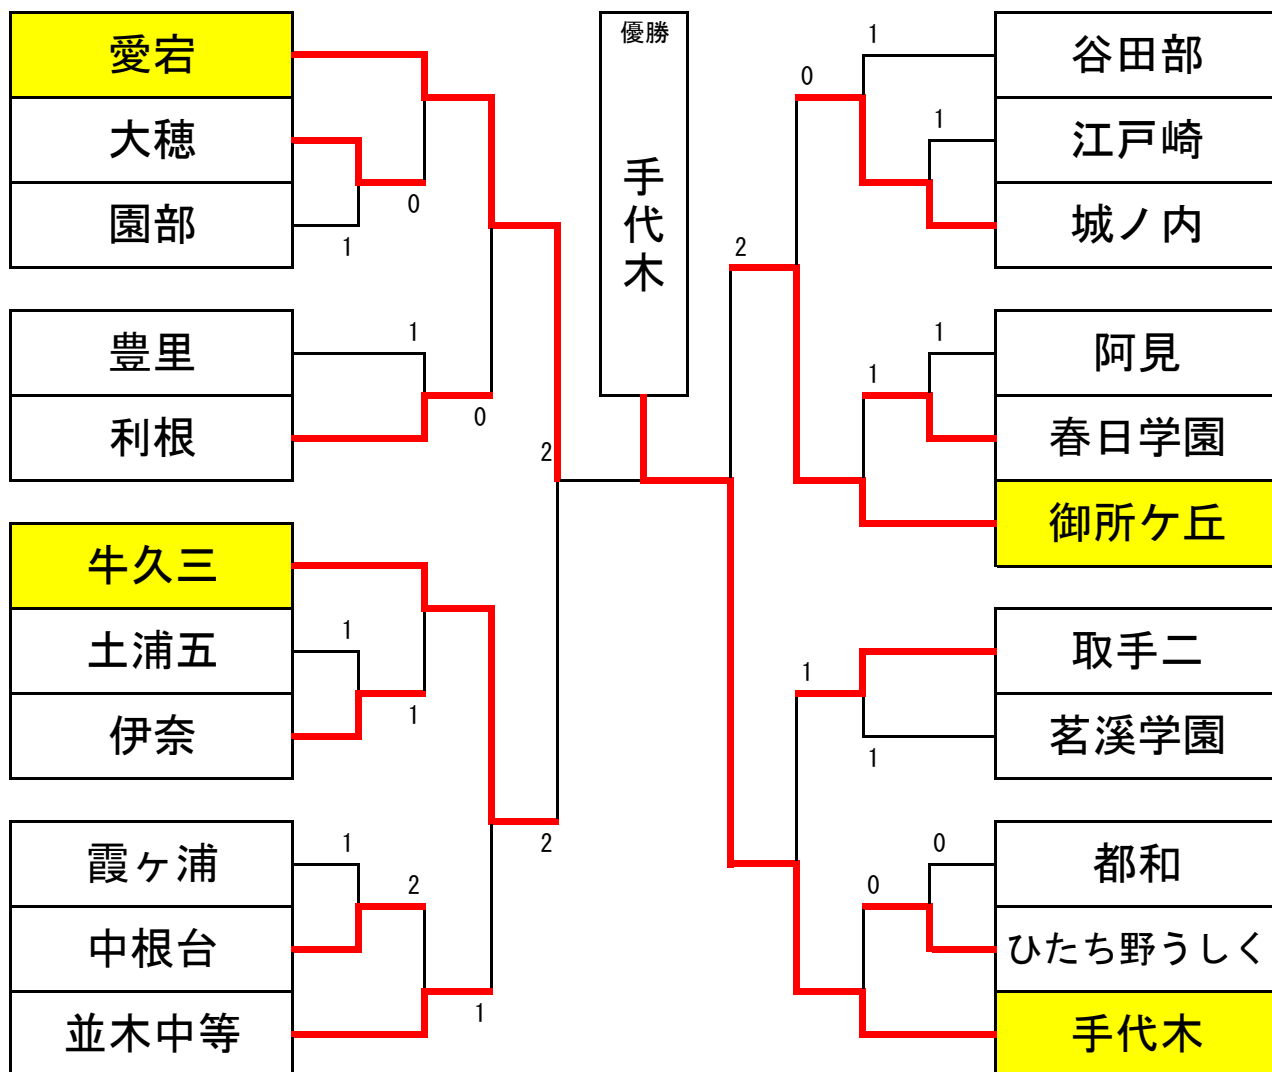 愛宕
大穂
園部
0
1
豊里
利根
1
0
2
牛久三
土浦五
伊奈
1
1
2
霞ヶ浦
中根台
並木中等
1
2
1
優勝
手代木
谷田部
江戸崎
城ノ内
1
0
1
2
阿見
春日学園
御所ケ丘
1
1
取手二
茗溪学園
1
1
都和
ひたち野うしく
手代木
0
0